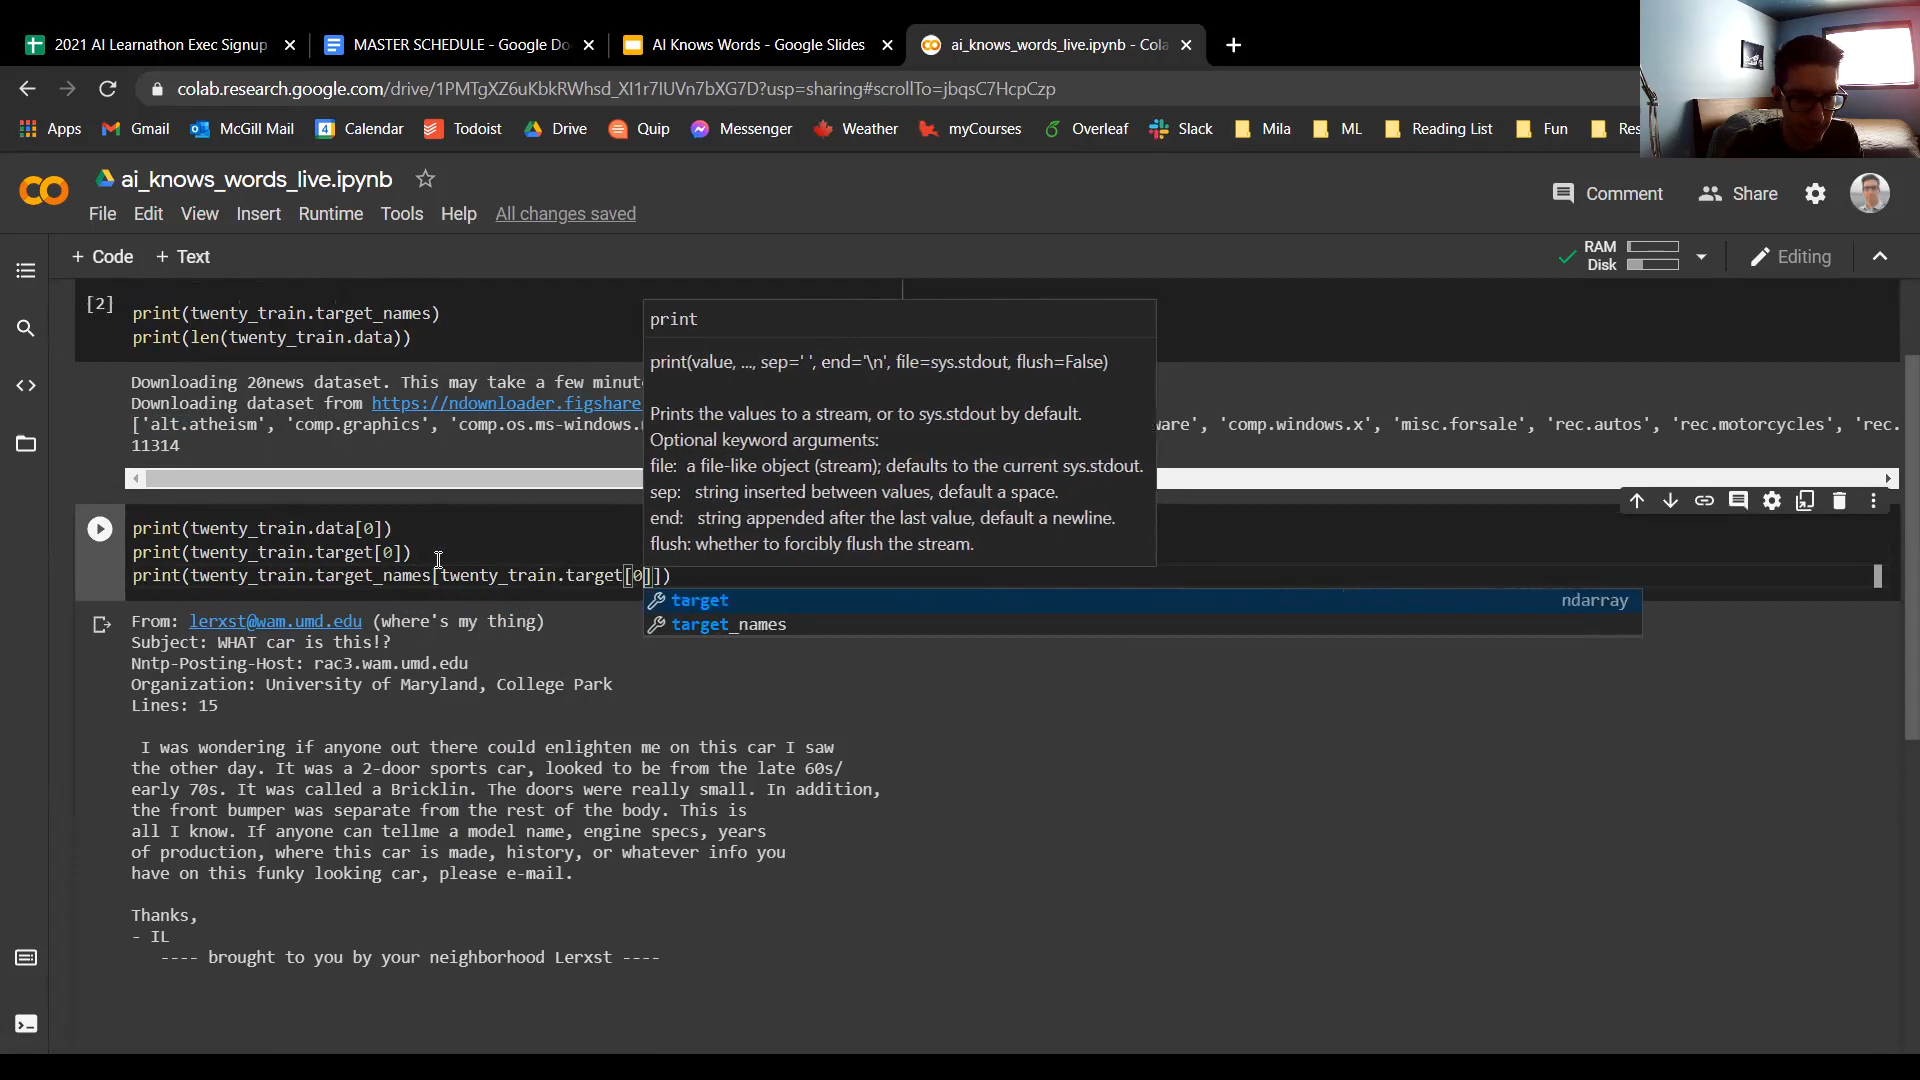 2021 AI Learnathon Exec Signup
MASTER SCHEDULE - Google Do
AI Knows Words - Google Slides
ai_knows_words_live.ipynb - Cola
colab.research.google.com/drive/1PMTgXZ6uKbkRWhsd_XI1r7IUVn7bXG7D?usp=sharing#scrollTo=jbqsC7HcpCzp
Apps Gmail McGill Mail Calendar Todoist Drive Quip Messenger Weather myCourses Overleaf Slack Mila ML Reading List Fun Res
ai_knows_words_live.ipynb
File Edit View Insert Runtime Tools Help All changes saved
Comment Share
+ Code + Text
RAM
Disk
Editing
[2]
print(twenty_train.target_names)
print(len(twenty_train.data))
Downloading 20news dataset. This may take a few minut
Downloading dataset from https://ndownloader.figshare
['alt.atheism', 'comp.graphics', 'comp.os.ms-windows. ware', 'comp.windows.x', 'misc.forsale', 'rec.autos', 'rec.motorcycles', 'rec.
11314
print
print(value, ..., sep=' ', end='\n', file=sys.stdout, flush=False)
Prints the values to a stream, or to sys.stdout by default.
Optional keyword arguments:
file: a file-like object (stream); defaults to the current sys.stdout.
sep: string inserted between values, default a space.
end: string appended after the last value, default a newline.
flush: whether to forcibly flush the stream.
print(twenty_train.data[0])
print(twenty_train.target[0])
print(twenty_train.target_names[twenty_train.target[0]])
target ndarray
target_names
From: lerxst@wam.umd.edu (where's my thing)
Subject: WHAT car is this!?
Nntp-Posting-Host: rac3.wam.umd.edu
Organization: University of Maryland, College Park
Lines: 15
I was wondering if anyone out there could enlighten me on this car I saw
the other day. It was a 2-door sports car, looked to be from the late 60s/
early 70s. It was called a Bricklin. The doors were really small. In addition,
the front bumper was separate from the rest of the body. This is
all I know. If anyone can tellme a model name, engine specs, years
of production, where this car is made, history, or whatever info you
have on this funky looking car, please e-mail.
Thanks,
- IL
---- brought to you by your neighborhood Lerxst ----